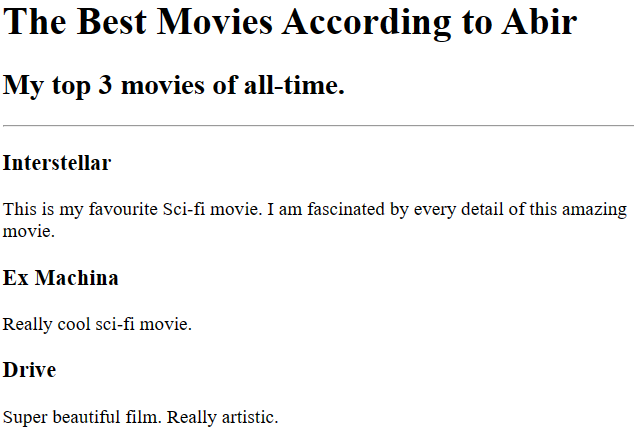 The Best Movies According to Abir
My top 3 movies of all-time.
Interstellar
This is my favourite Sci-fi movie. I am fascinated by every detail of this amazing
movie.
Ex Machina
Really cool sci-fi movie.
Drive
Super beautiful film. Really artistic.